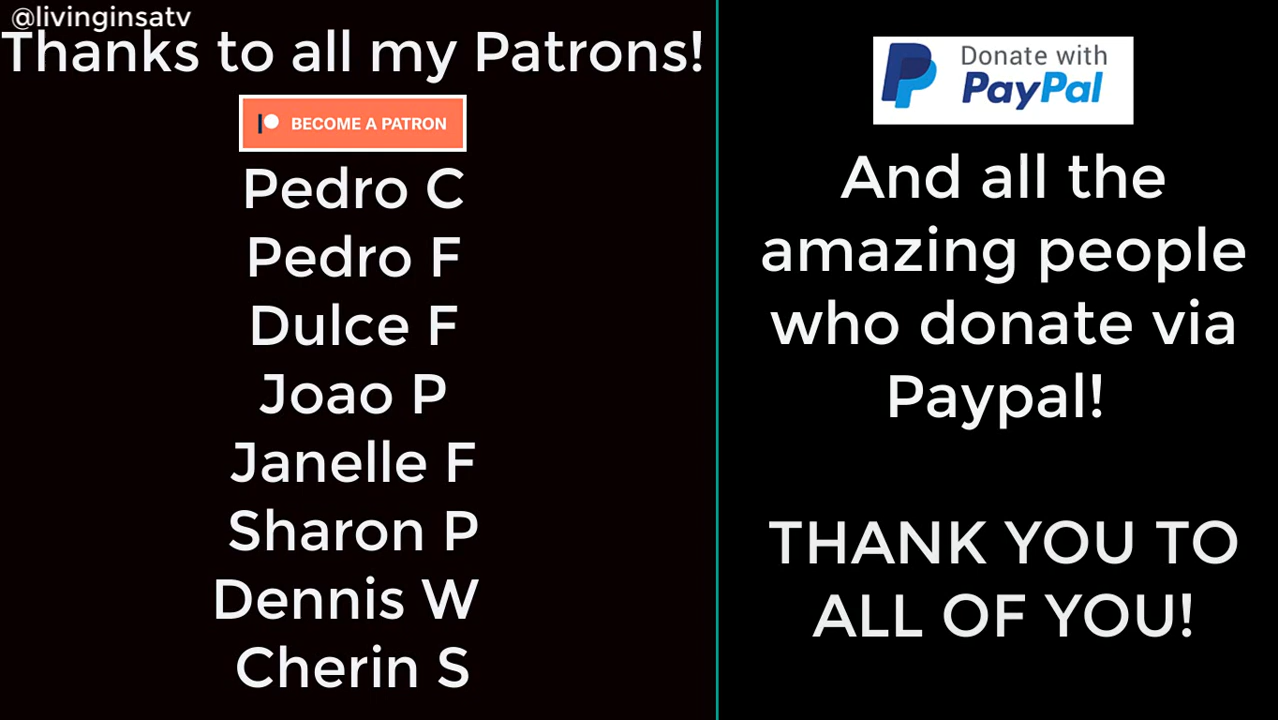 @livinginsatv
Thanks to all my Patrons!
BECOME A PATRON
Pedro C
Pedro F
Dulce F
Joao P
Janelle F
Sharon P
Dennis W
Cherin S
Donate with
PayPal
And all the
amazing people
who donate via
Paypal!
THANK YOU TO
ALL OF YOU!